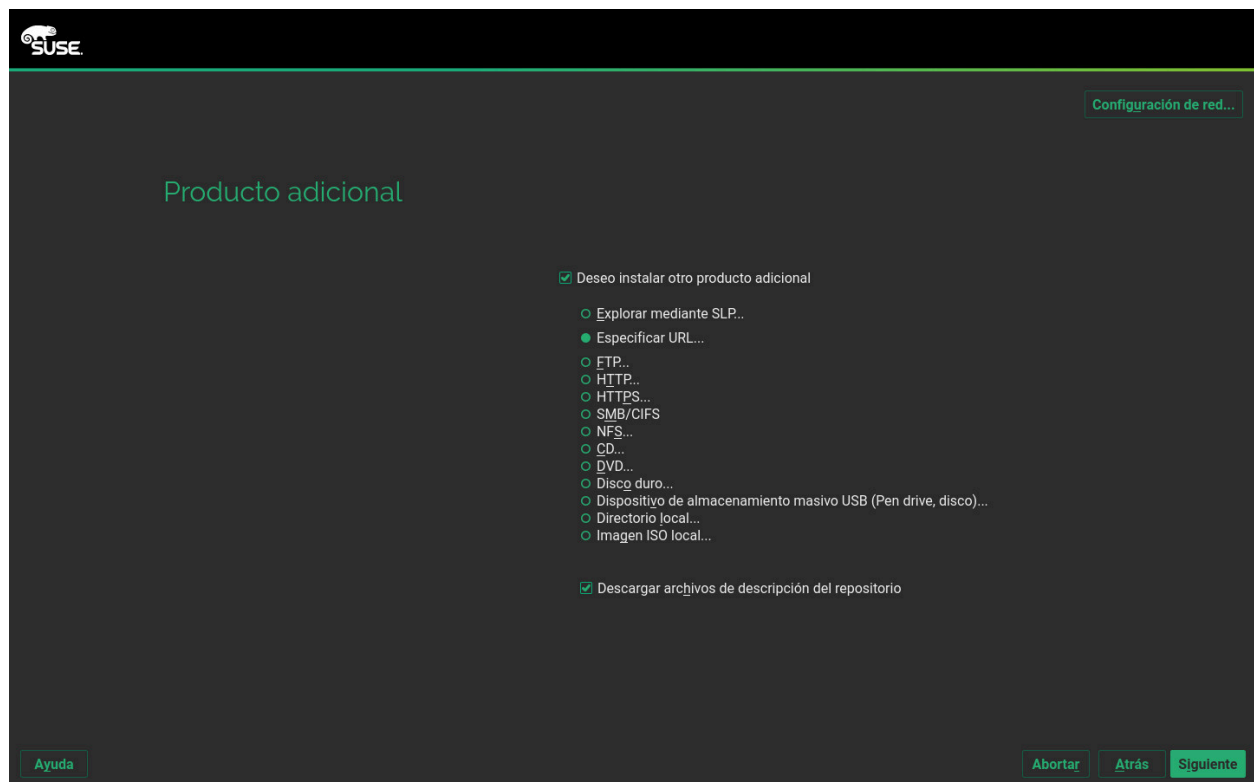 SUSE.
Configuración de red...
Producto adicional
Deseo instalar otro producto adicional
Explorar mediante SLP...
Especificar URL...
FTP...
HTTP...
HTTPS...
SMB/CIFS
NFS...
CD...
DVD...
Disco duro...
Dispositivo de almacenamiento masivo USB (Pen drive, disco)...
Directorio local...
Imagen ISO local...
Descargar archivos de descripción del repositorio
Ayuda
Abortar
Atrás
Siguiente